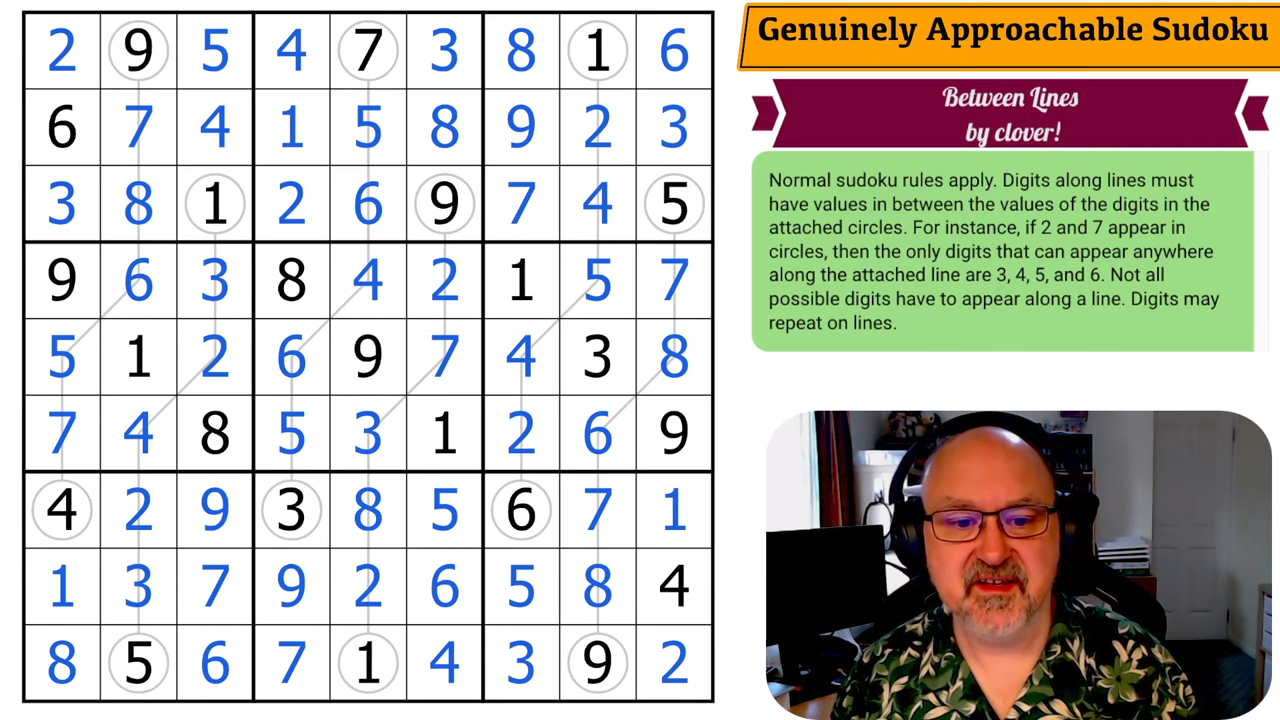 Genuinely Approachable Sudoku
Between Lines
by clover!
Normal sudoku rules apply. Digits along lines must
have values in between the values of the digits in the
attached circles. For instance, if 2 and 7 appear in
circles, then the only digits that can appear anywhere
along the attached line are 3, 4, 5, and 6. Not all
possible digits have to appear along a line. Digits may
repeat on lines.
2 9 5 4 7 3 8 1 6
6 7 4 1 5 8 9 2 3
3 8 1 2 6 9 7 4 5
9 6 3 8 4 2 1 5 7
5 1 2 6 9 7 4 3 8
7 4 8 5 3 1 2 6 9
4 2 9 3 8 5 6 7 1
1 3 7 9 2 6 5 8 4
8 5 6 7 1 4 3 9 2